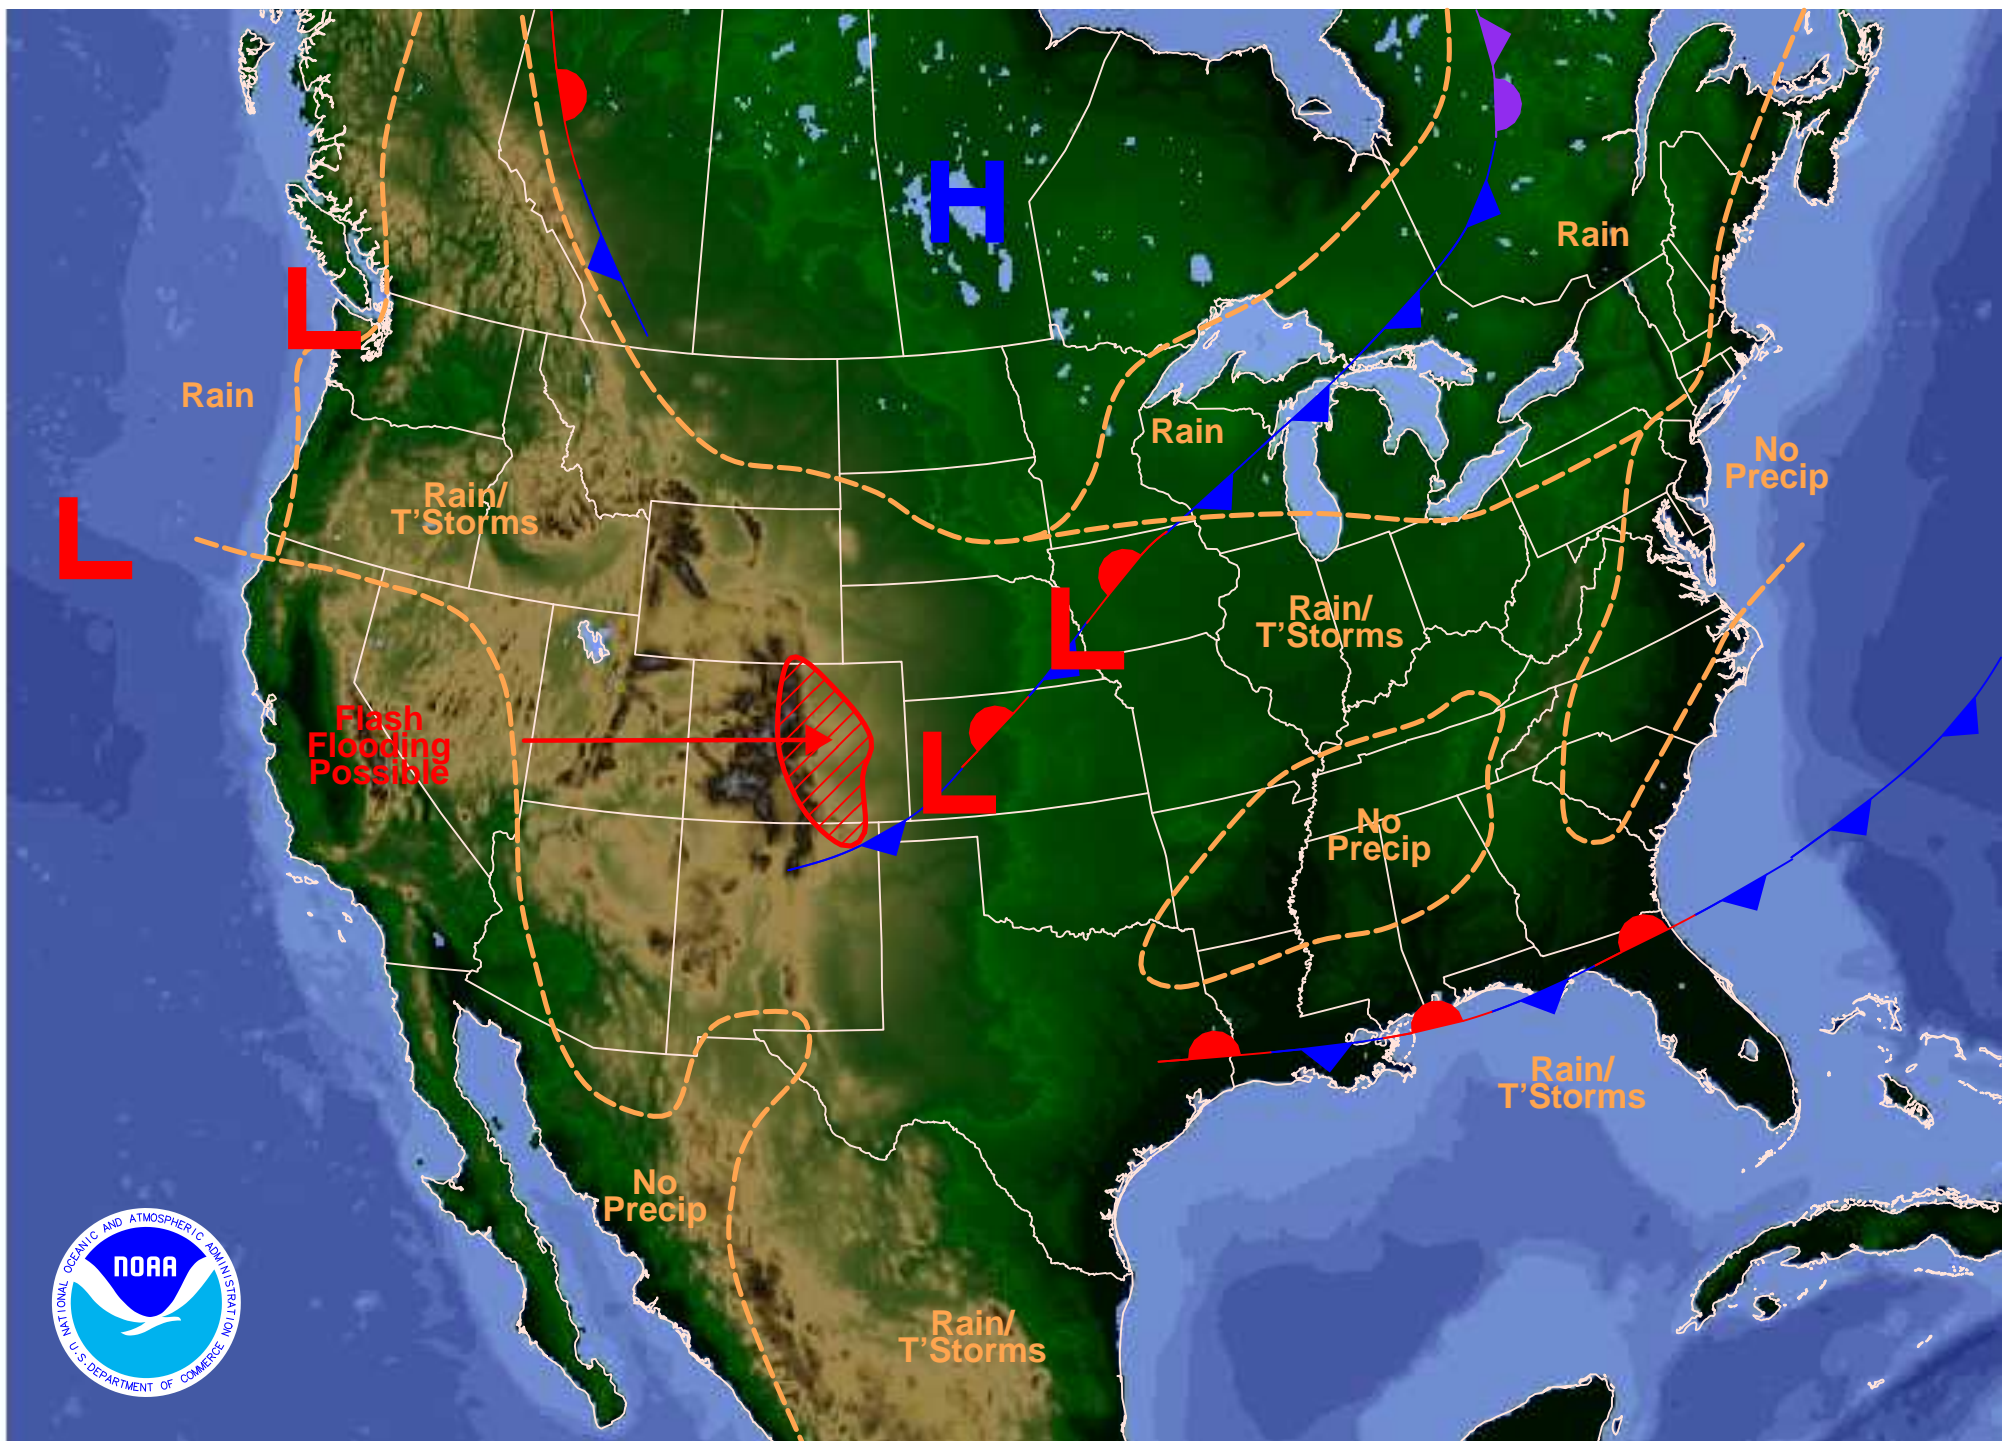 H
Rain
L
Rain
Rain
No
Precip
Rain/
T'Storms
L
L
Rain/
T'Storms
Flash
Flooding
Possible
L
No
Precip
Rain/
T'Storms
No
Precip
Rain/
T'Storms
NATIONAL OCEANIC AND ATMOSPHERIC ADMINISTRATION
NOAA
U.S. DEPARTMENT OF COMMERCE